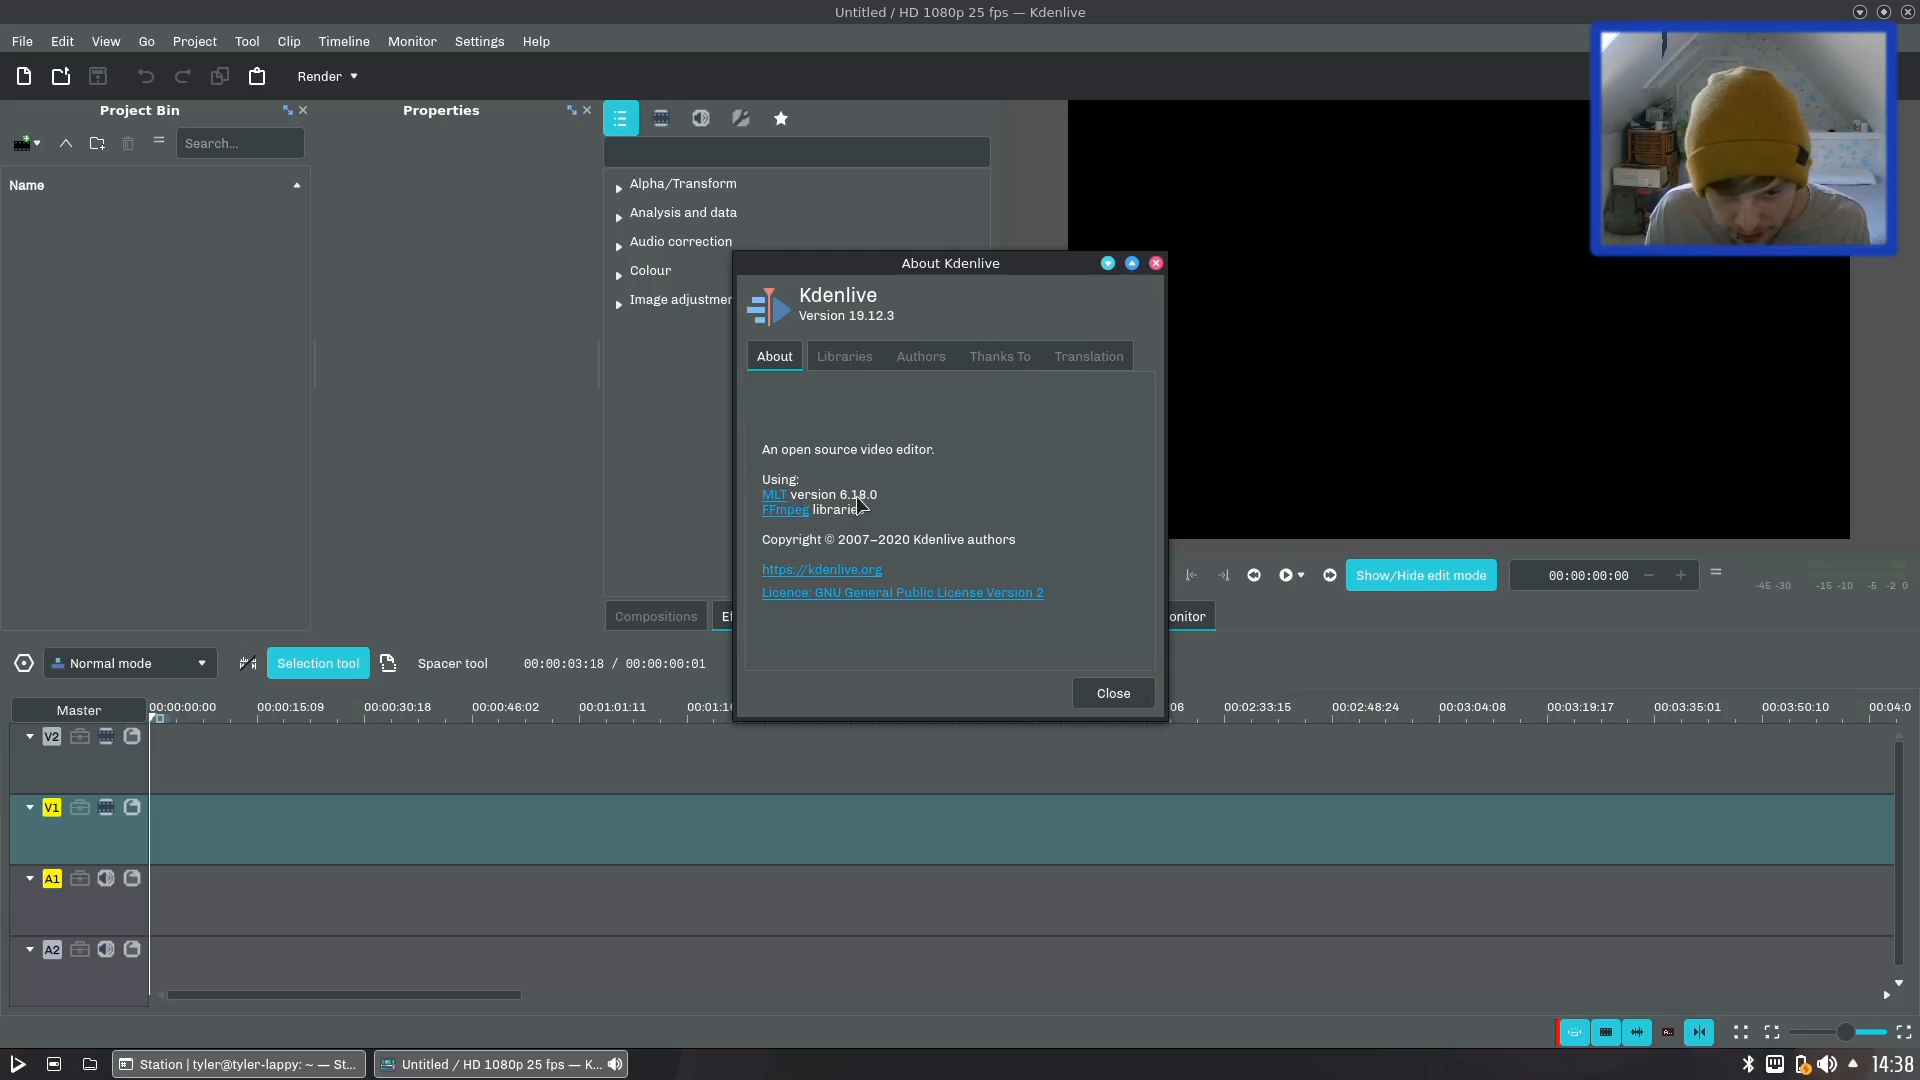 Untitled / HD 1080p 25 fps — Kdenlive
File Edit View Go Project Tool Clip Timeline Monitor Settings Help
Render
Project Bin
Properties
Search...
Name
Alpha/Transform
Analysis and data
Audio correction
Colour
About Kdenlive
Kdenlive
Version 19.12.3
About Libraries Authors Thanks To Translation
An open source video editor.
Using:
MLT version 6.18.0
FFmpeg
Copyright © 2007–2020 Kdenlive authors
https://kdenlive.org
Licence: GNU General Public License Version 2
Close
Show/Hide edit mode
00:00:00:00
-45 -30 -15 -10 -5 -2 0
Compositions
Normal mode
Selection tool
Spacer tool
00:00:03:18 / 00:00:00:01
Master
00:00:00:00 00:00:15:09 00:00:30:18 00:00:46:02 00:01:01:11 00:02:33:15 00:02:48:24 00:03:04:08 00:03:19:17 00:03:35:01 00:03:50:10
V2
V1
A1
A2
Station | tyler@tyler-lappy: ~ — St...
Untitled / HD 1080p 25 fps — K...
14:38